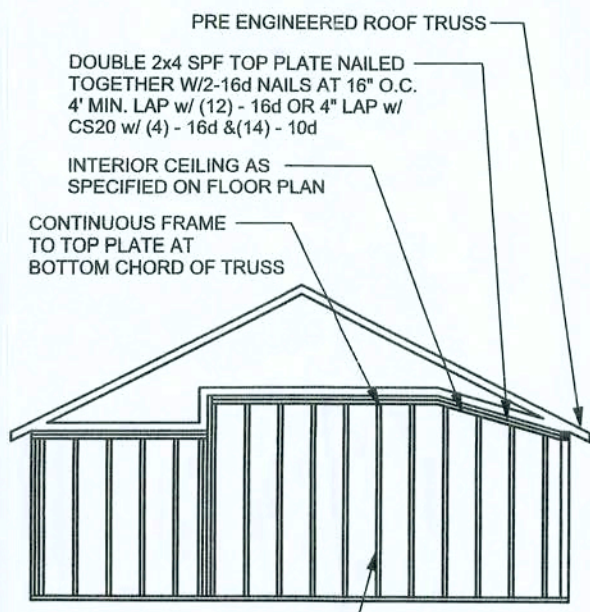 PRE ENGINEERED ROOF TRUSS
DOUBLE 2x4 SPF TOP PLATE NAILED
TOGETHER W/2-16d NAILS AT 16" O.C.
4' MIN. LAP w/ (12) - 16d OR 4" LAP w/
CS20 w/ (4) - 16d &(14) - 10d
INTERIOR CEILING AS
SPECIFIED ON FLOOR PLAN
CONTINUOUS FRAME
TO TOP PLATE AT
BOTTOM CHORD OF TRUSS